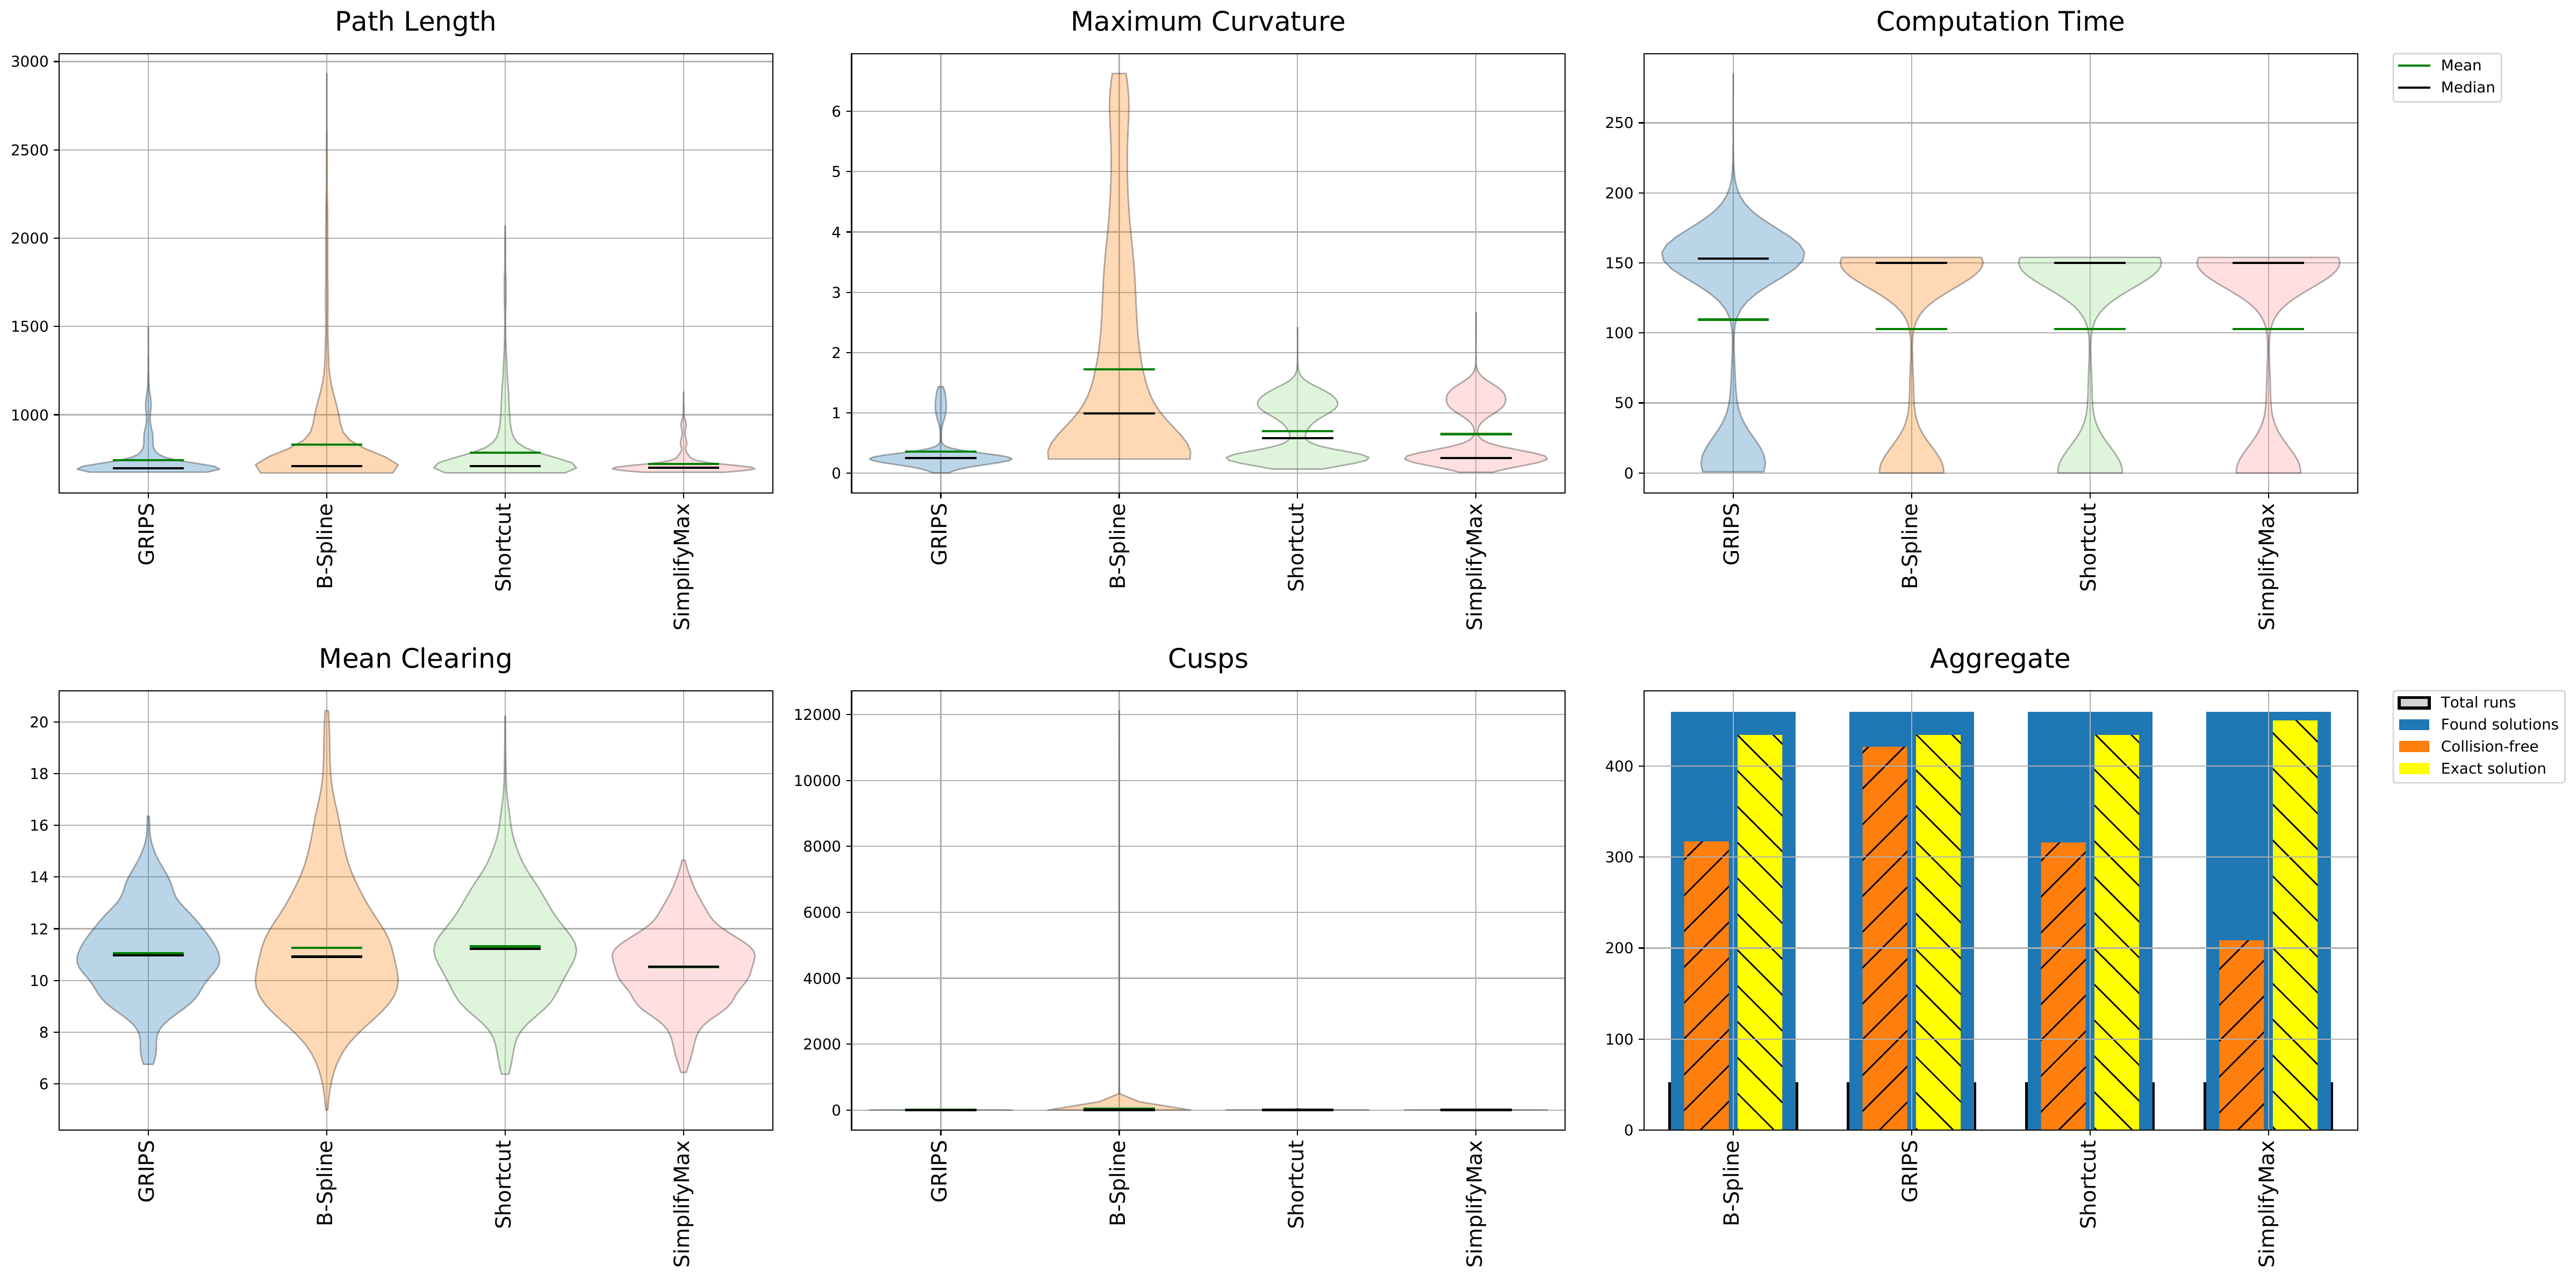 Path Length
3000
2500
2000
1500
1000
GRIPS
B-Spline
Shortcut
SimplifyMax
Maximum Curvature
6
5
4
3
2
1
0
GRIPS
B-Spline
Shortcut
SimplifyMax
Computation Time
250
200
150
100
50
0
GRIPS
B-Spline
Shortcut
SimplifyMax
Mean
Median
Mean Clearing
20
18
16
14
12
10
8
6
GRIPS
B-Spline
Shortcut
SimplifyMax
Cusps
12000
10000
8000
6000
4000
2000
0
GRIPS
B-Spline
Shortcut
SimplifyMax
Aggregate
400
300
200
100
0
B-Spline
GRIPS
Shortcut
SimplifyMax
Total runs
Found solutions
Collision-free
Exact solution